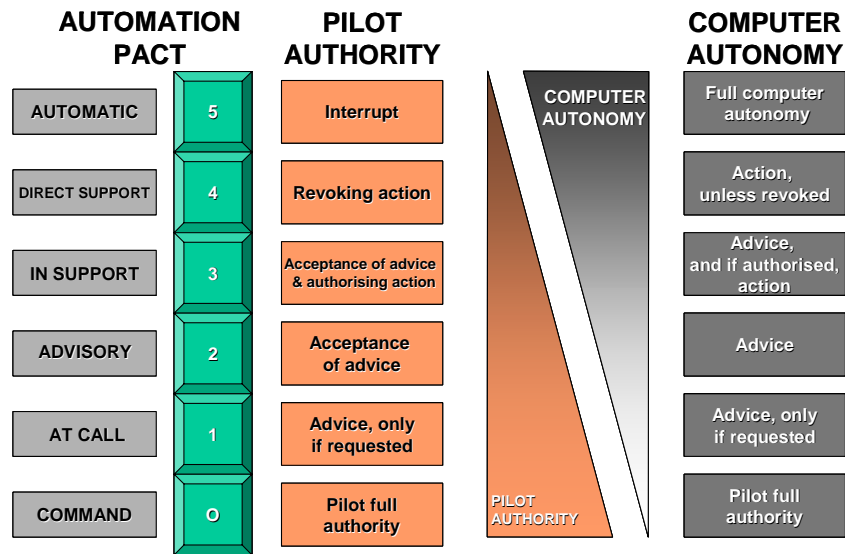 AUTOMATION
PACT
PILOT
AUTHORITY
COMPUTER
AUTONOMY
AUTOMATIC
5
Interrupt
COMPUTER
AUTONOMY
Full computer
autonomy
DIRECT SUPPORT
4
Revoking action
Action,
unless revoked
IN SUPPORT
3
Acceptance of advice
& authorising action
Advice,
and if authorised,
action
ADVISORY
2
Acceptance
of advice
Advice
AT CALL
1
Advice, only
if requested
Advice, only
if requested
COMMAND
O
Pilot full
authority
PILOT
AUTHORITY
Pilot full
authority